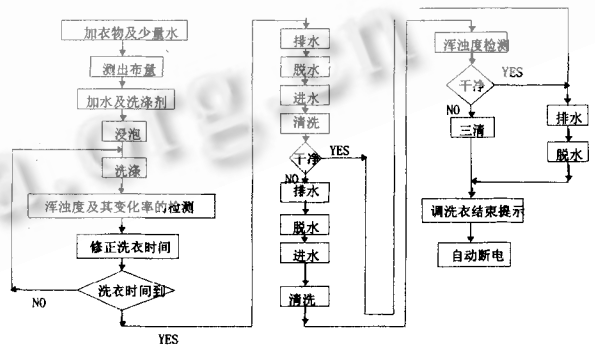 加衣物及少量水
测出布量
加水及洗涤剂
浸泡
洗涤
浑浊度及其变化率的检测
修正洗衣时间
洗衣时间到
NO
YES
排水
脱水
进水
清洗
干净
YES
NO
排水
脱水
进水
清洗
浑浊度检测
干净
YES
NO
三清
排水
脱水
调洗衣结束提示
自动断电
g.org.cn